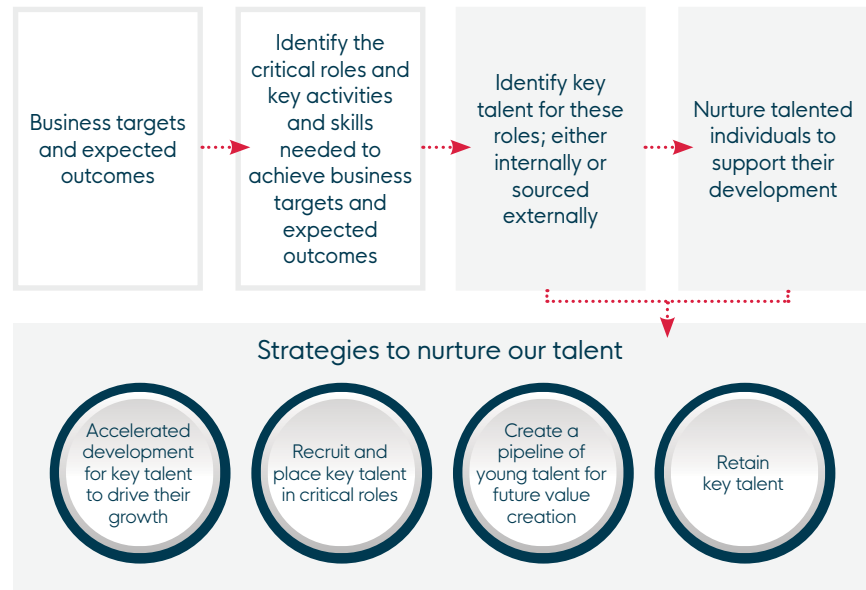 Business targets
and expected
outcomes
Identify the
critical roles and
key activities
and skills
needed to
achieve business
targets and
expected
outcomes
Identify key
talent for these
roles; either
internally or
sourced
externally
Nurture talented
individuals to
support their
development
Strategies to nurture our talent
Accelerated
development
for key talent
to drive their
growth
Recruit and
place key talent
in critical roles
Create a
pipeline of
young talent for
future value
creation
Retain
key talent